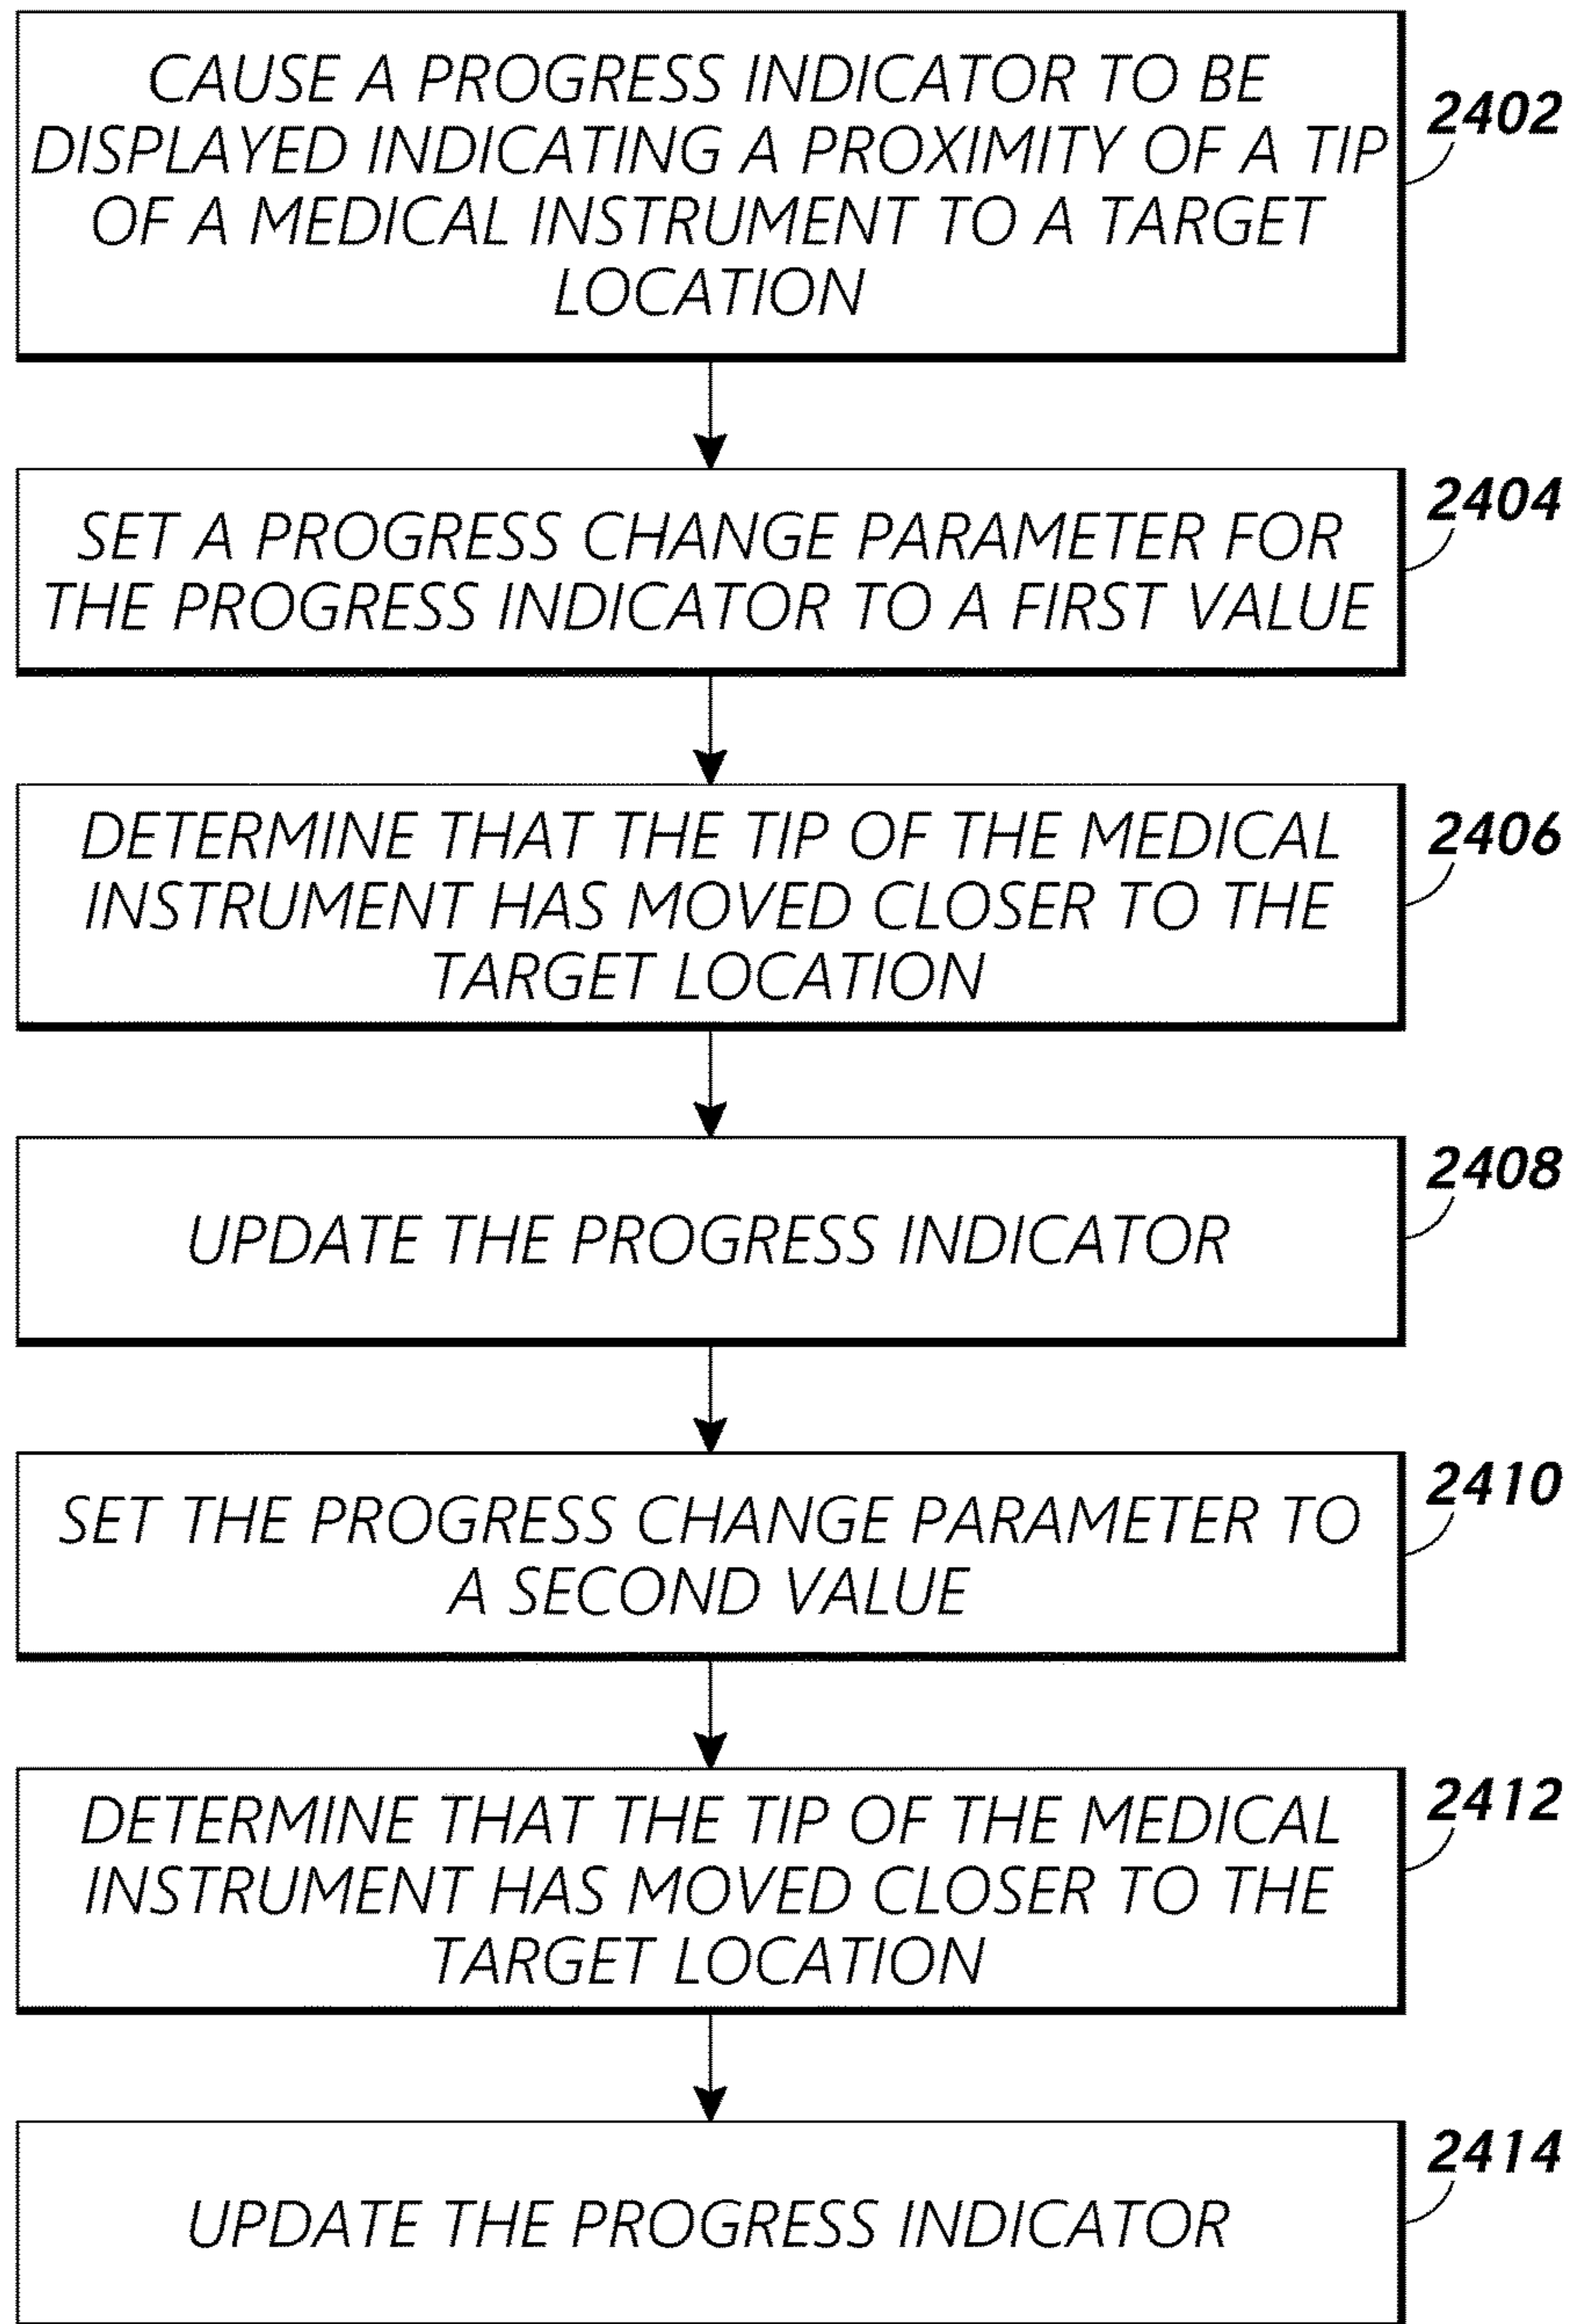 CAUSE A PROGRESS INDICATOR TO BE
DISPLAYED INDICATING A PROXIMITY OF A TIP
OF A MEDICAL INSTRUMENT TO A TARGET
LOCATION
2402
SET A PROGRESS CHANGE PARAMETER FOR
THE PROGRESS INDICATOR TO A FIRST VALUE
2404
DETERMINE THAT THE TIP OF THE MEDICAL
INSTRUMENT HAS MOVED CLOSER TO THE
TARGET LOCATION
2406
UPDATE THE PROGRESS INDICATOR
2408
SET THE PROGRESS CHANGE PARAMETER TO
A SECOND VALUE
2410
DETERMINE THAT THE TIP OF THE MEDICAL
INSTRUMENT HAS MOVED CLOSER TO THE
TARGET LOCATION
2412
UPDATE THE PROGRESS INDICATOR
2414